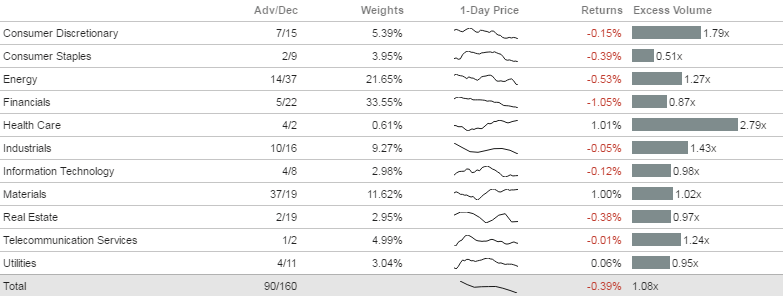 Adv/Dec Weights 1-Day Price Returns Excess Volume
Consumer Discretionary 7/15 5.39% -0.15% 1.79x
Consumer Staples 2/9 3.95% -0.39% 0.51x
Energy 14/37 21.65% -0.53% 1.27x
Financials 5/22 33.55% -1.05% 0.87x
Health Care 4/2 0.61% 1.01% 2.79x
Industrials 10/16 9.27% -0.05% 1.43x
Information Technology 4/8 2.98% -0.12% 0.98x
Materials 37/19 11.62% 1.00% 1.02x
Real Estate 2/19 2.95% -0.38% 0.97x
Telecommunication Services 1/2 4.99% -0.01% 1.24x
Utilities 4/11 3.04% 0.06% 0.95x
Total 90/160 -0.39% 1.08x